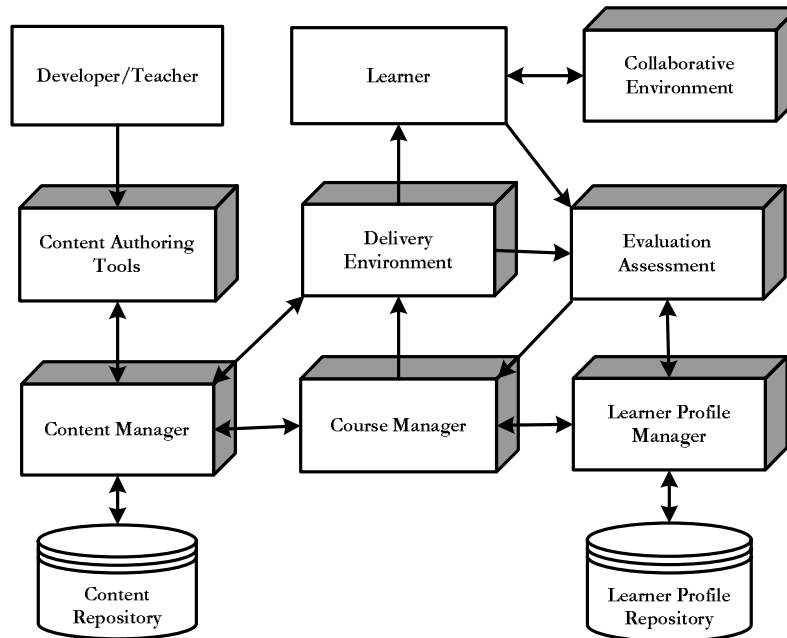 Developer/Teacher
Learner
Collaborative
Environment
Content Authoring
Tools
Delivery
Environment
Evaluation
Assessment
Content Manager
Course Manager
Learner Profile
Manager
Content
Repository
Learner Profile
Repository